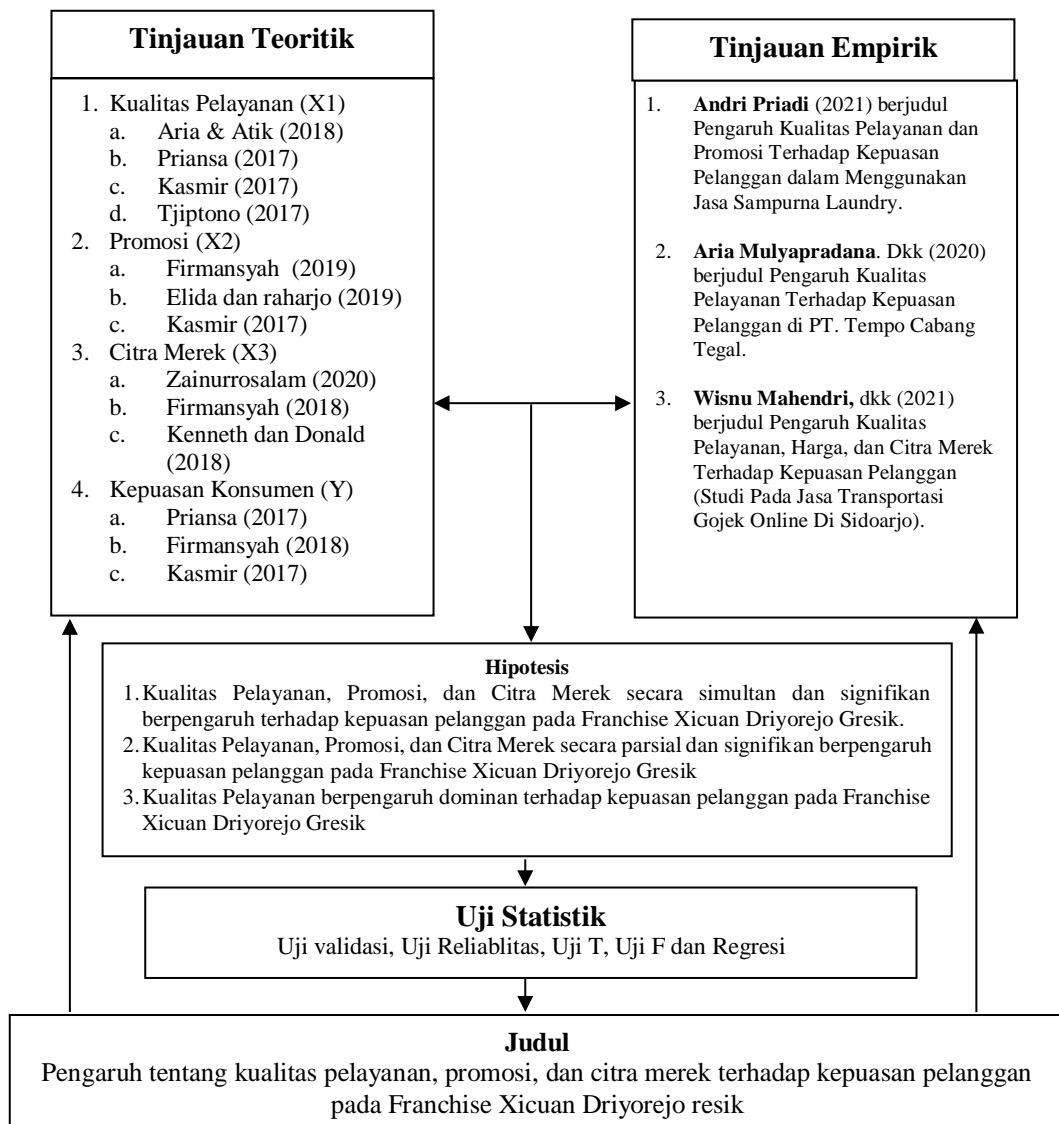 Tinjauan Teoritik
1. Kualitas Pelayanan (X1)
a. Aria & Atik (2018)
b. Priansa (2017)
c. Kasmir (2017)
d. Tjiptono (2017)
2. Promosi (X2)
a. Firmansyah (2019)
b. Elida dan raharjo (2019)
c. Kasmir (2017)
3. Citra Merek (X3)
a. Zainurrosalam (2020)
b. Firmansyah (2018)
c. Kenneth dan Donald
(2018)
4. Kepuasan Konsumen (Y)
a. Priansa (2017)
b. Firmansyah (2018)
c. Kasmir (2017)
Tinjauan Empirik
1. Andri Priadi (2021) berjudul
Pengaruh Kualitas Pelayanan dan
Promosi Terhadap Kepuasan
Pelanggan dalam Menggunakan
Jasa Sampurna Laundry.
2. Aria Mulyapradana. Dkk (2020)
berjudul Pengaruh Kualitas
Pelayanan Terhadap Kepuasan
Pelanggan di PT. Tempo Cabang
Tegal.
3. Wisnu Mahendri, dkk (2021)
berjudul Pengaruh Kualitas
Pelayanan, Harga, dan Citra Merek
Terhadap Kepuasan Pelanggan
(Studi Pada Jasa Transportasi
Gojek Online Di Sidoarjo).
Hipotesis
1. Kualitas Pelayanan, Promosi, dan Citra Merek secara simultan dan signifikan
berpengaruh terhadap kepuasan pelanggan pada Franchise Xicuan Driyorejo Gresik.
2. Kualitas Pelayanan, Promosi, dan Citra Merek secara parsial dan signifikan berpengaruh
kepuasan pelanggan pada Franchise Xicuan Driyorejo Gresik
3. Kualitas Pelayanan berpengaruh dominan terhadap kepuasan pelanggan pada Franchise
Xicuan Driyorejo Gresik
Uji Statistik
Uji validasi, Uji Reliablitas, Uji T, Uji F dan Regresi
Judul
Pengaruh tentang kualitas pelayanan, promosi, dan citra merek terhadap kepuasan pelanggan
pada Franchise Xicuan Driyorejo resik